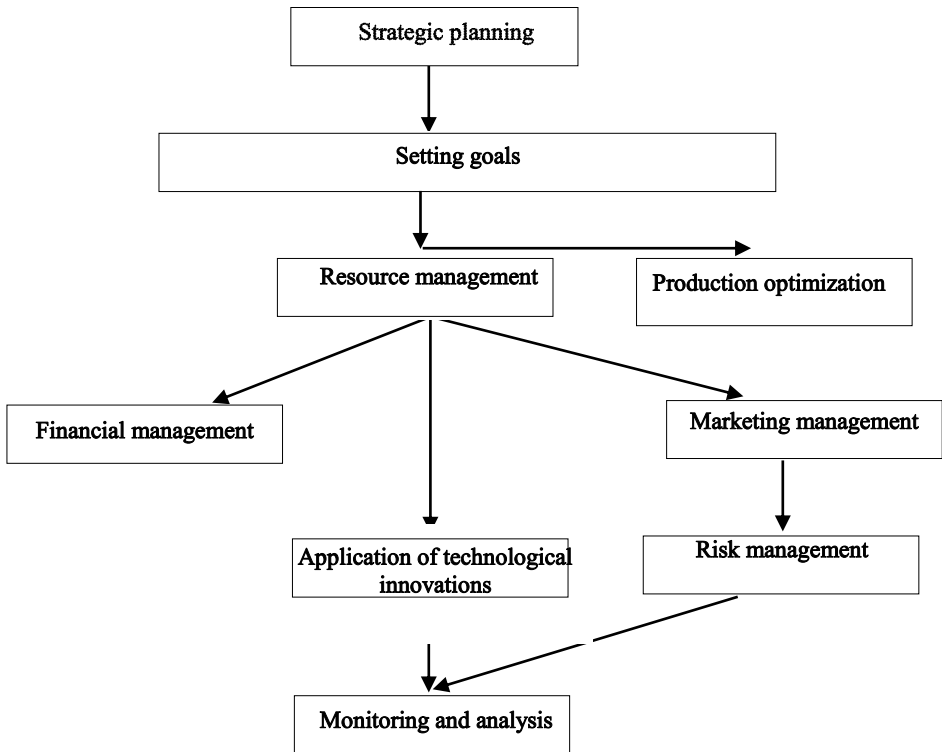 Strategic planning
Setting goals
Resource management
Production optimization
Financial management
Marketing management
Application of technological
innovations
Risk management
Monitoring and analysis